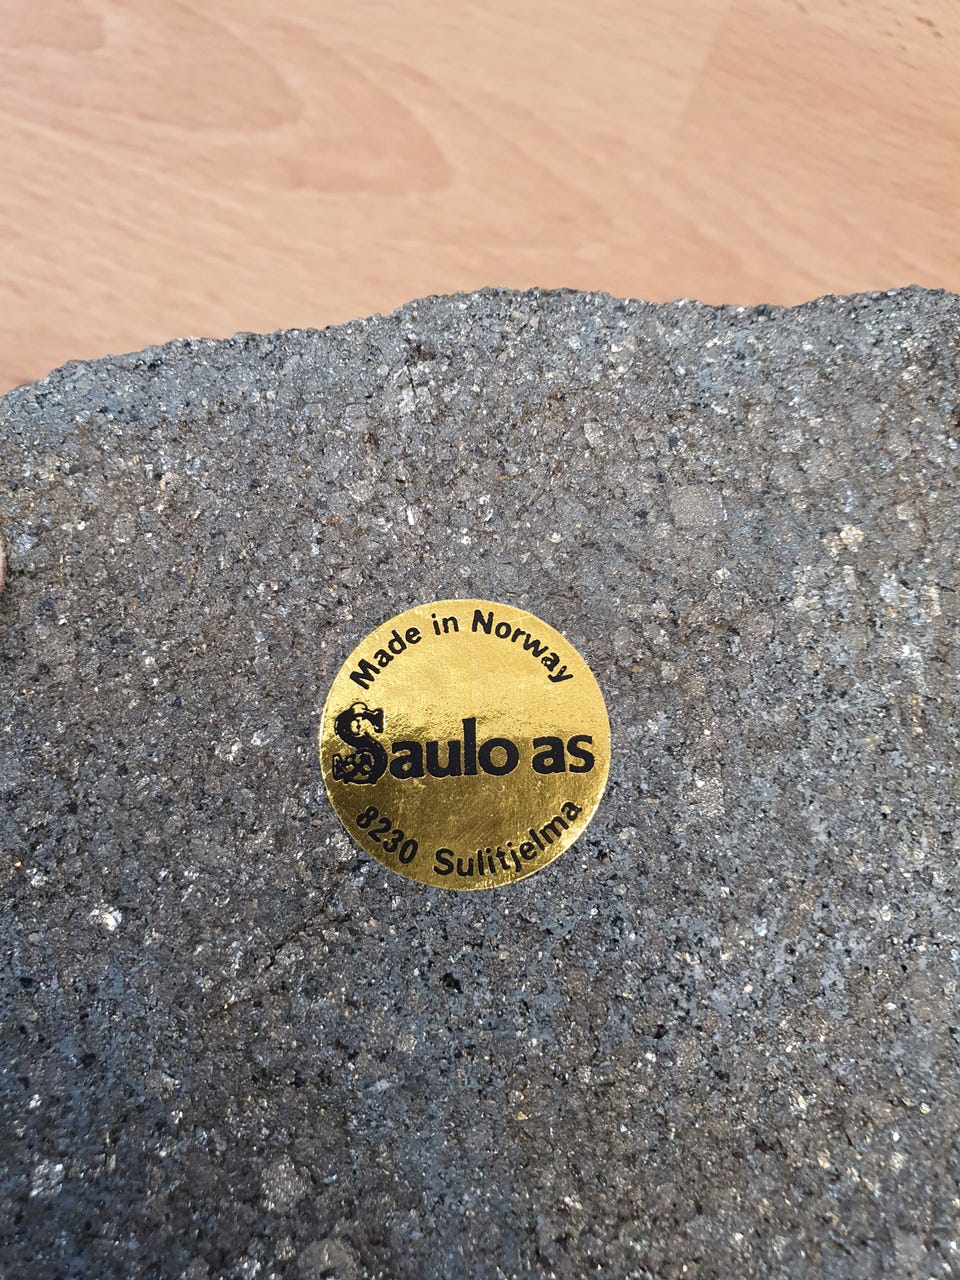 Made in Norway
Saulo as
8230 Sulitjelma